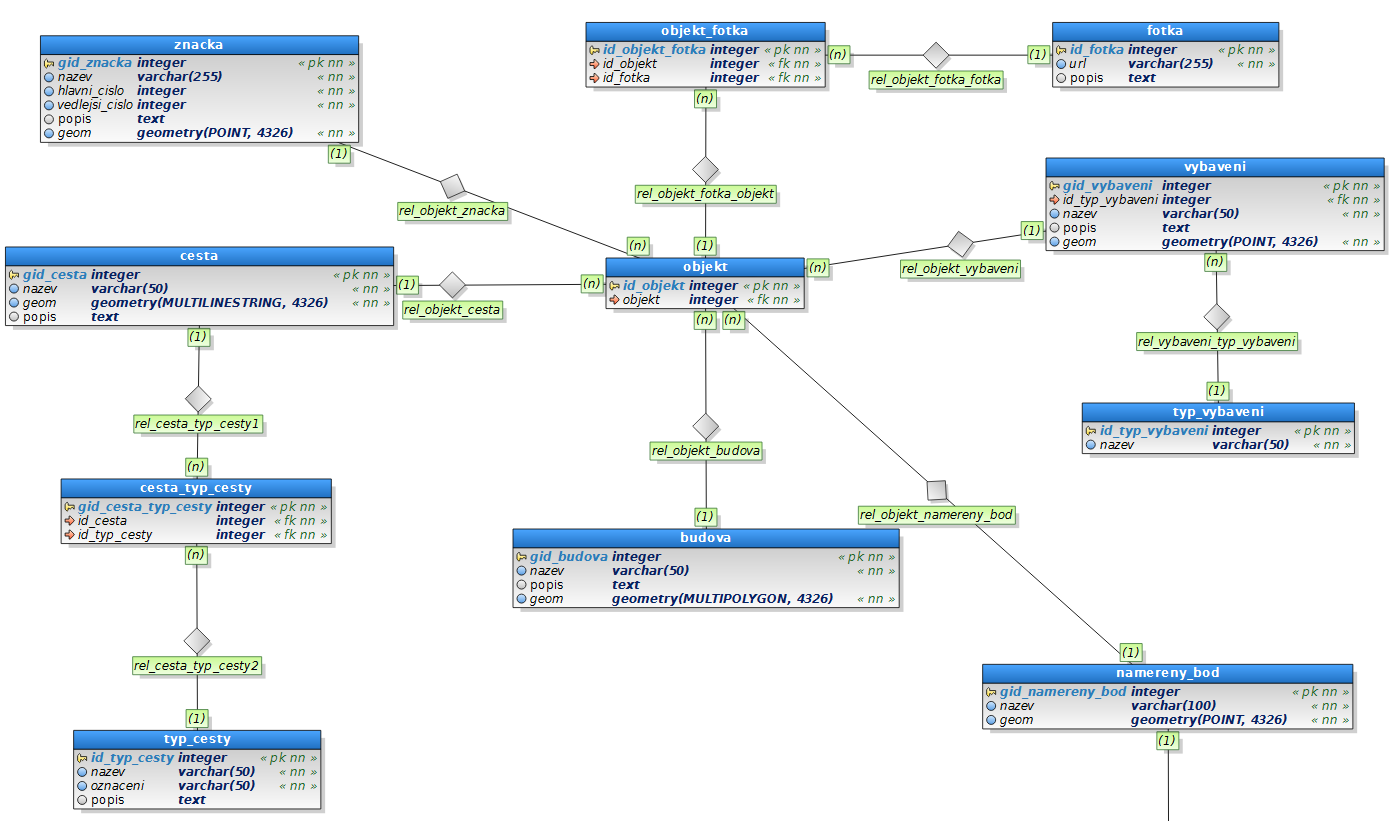 znacka
gid_znacka integer « pk nn »
nazev varchar(255) « nn »
hlavni_cislo integer « nn »
vedlejsi_cislo integer « nn »
popis text
geom geometry(POINT, 4326) « nn »
(1)
rel_objekt_znacka
(n)
objekt_fotka
id_objekt_fotka integer « pk nn »
id_objekt integer « fk nn »
id_fotka integer « fk nn »
(n)
(1)
rel_objekt_fotka_fotka
fotka
id_fotka integer « pk nn »
url varchar(255) « nn »
popis text
(n)
rel_objekt_fotka_objekt
(1)
vybaveni
gid_vybaveni integer « pk nn »
id_typ_vybaveni integer « fk nn »
nazev varchar(50) « nn »
popis text
geom geometry(POINT, 4326) « nn »
(1)
rel_objekt_vybaveni
(n)
cesta
gid_cesta integer « pk nn »
nazev varchar(50) « nn »
geom geometry(MULTILINESTRING, 4326) « nn »
popis text
(1)
rel_objekt_cesta
(n)
objekt
id_objekt integer « pk nn »
objekt integer « fk nn »
(n)
(n)
(n)
rel_vybaveni_typ_vybaveni
(1)
typ_vybaveni
id_typ_vybaveni integer « pk nn »
nazev varchar(50) « nn »
(1)
rel_cesta_typ_cesty1
(n)
cesta_typ_cesty
gid_cesta_typ_cesty integer « pk nn »
id_cesta integer « fk nn »
id_typ_cesty integer « fk nn »
(n)
rel_objekt_budova
(1)
budova
gid_budova integer « pk nn »
nazev varchar(50) « nn »
popis text
geom geometry(MULTIPOLYGON, 4326) « nn »
rel_objekt_namereny_bod
(1)
namereny_bod
gid_namereny_bod integer « pk nn »
nazev varchar(100) « nn »
geom geometry(POINT, 4326) « nn »
(1)
rel_cesta_typ_cesty2
(1)
typ_cesty
id_typ_cesty integer « pk nn »
nazev varchar(50) « nn »
oznaceni varchar(50) « nn »
popis text